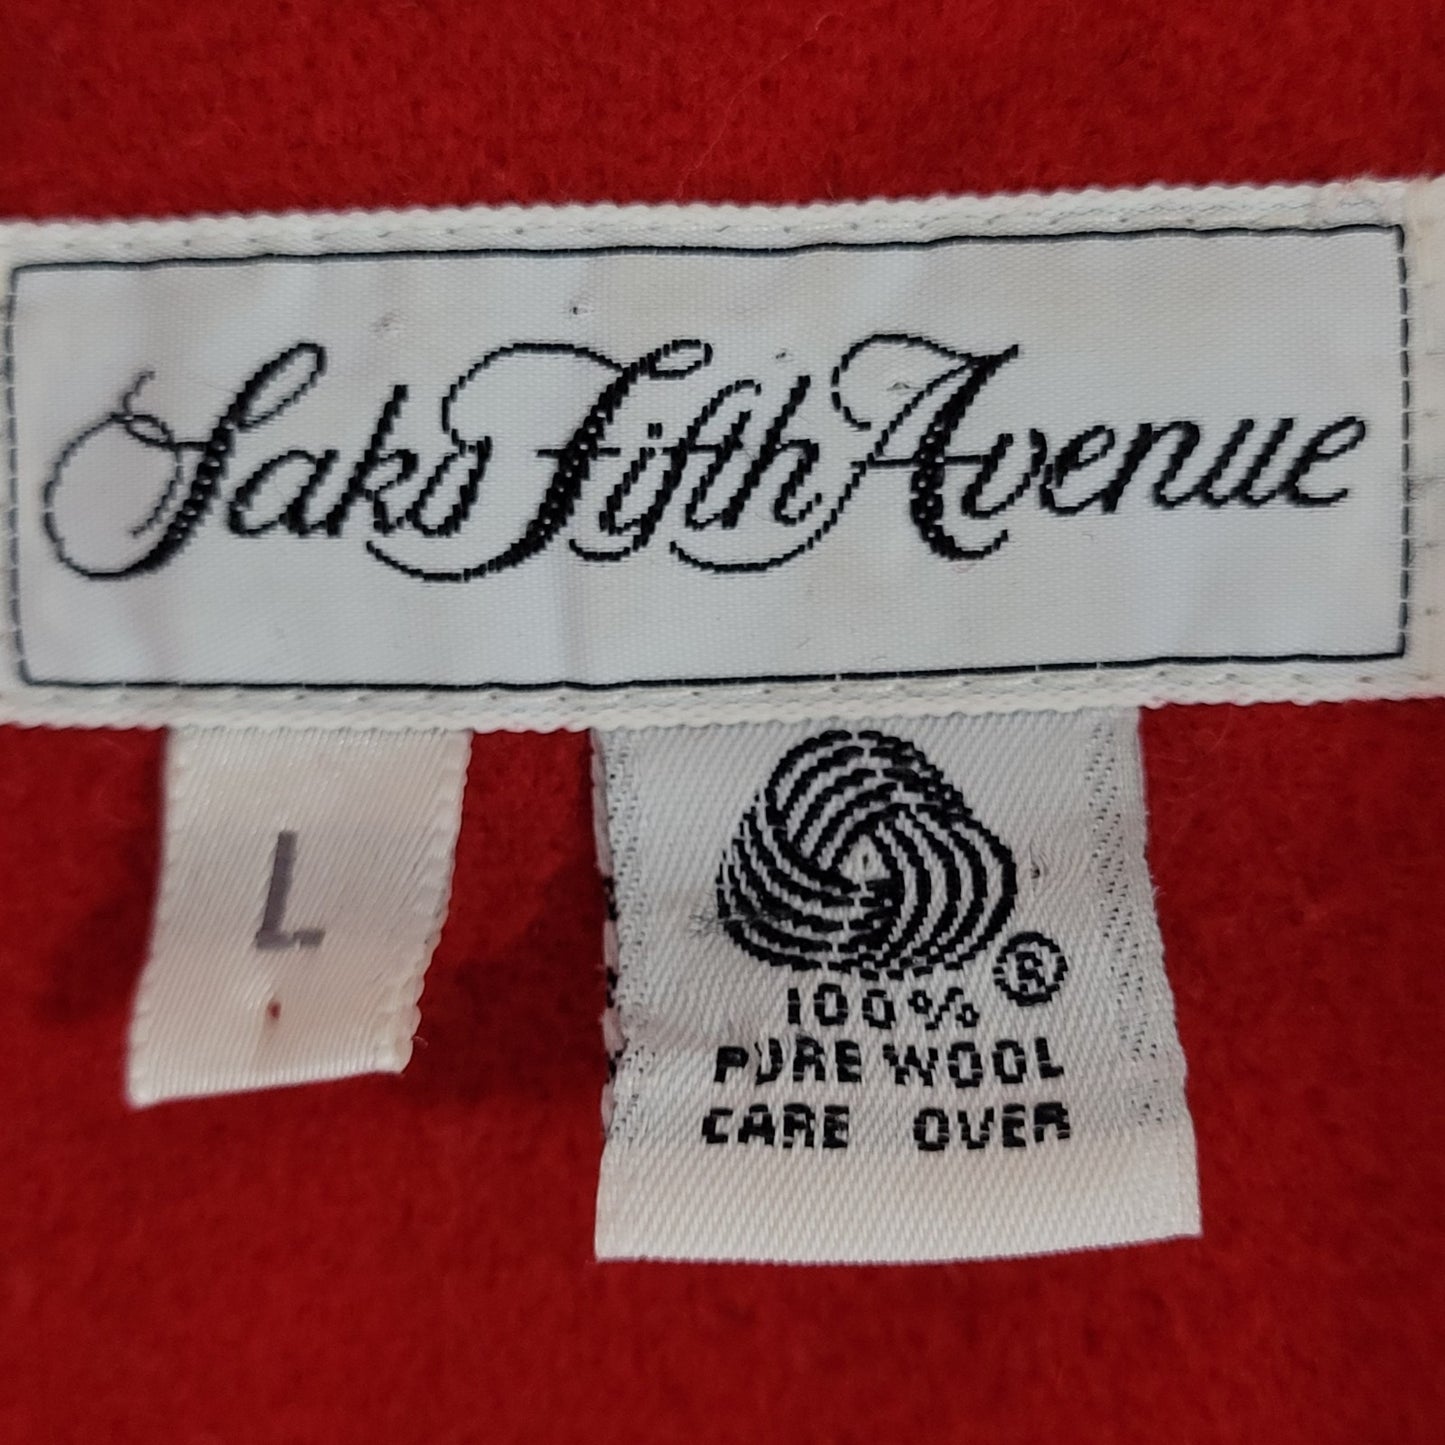 Saks Fifth Avenue
L
®
100%
PURE WOOL
CARE OVER